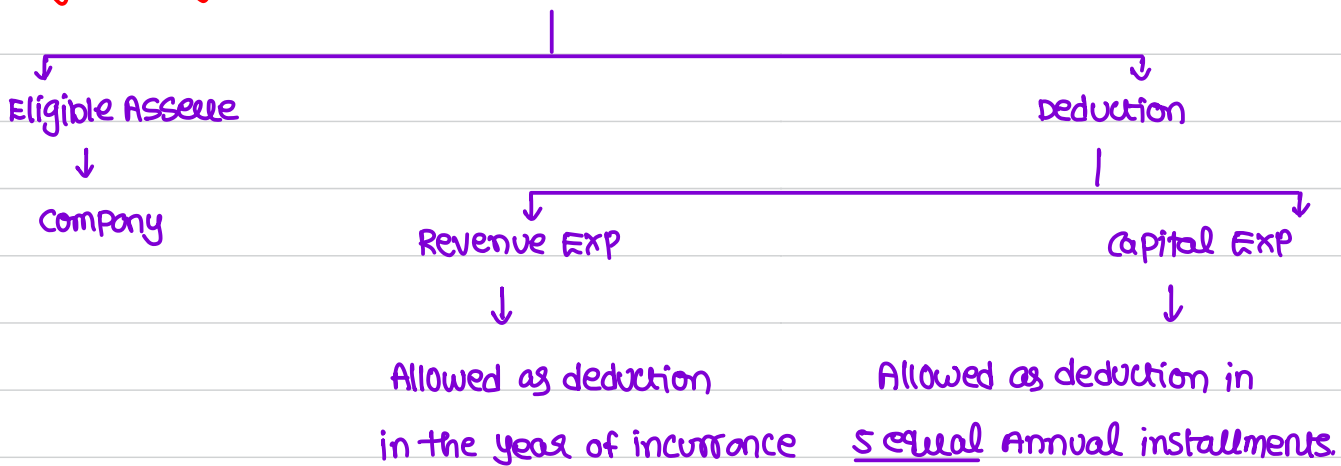 Eligible Assesse Deduction
Company
Revenue Exp Capital Exp
Allowed as deduction Allowed as deduction in
in the year of incurrance 5 equal Annual installments